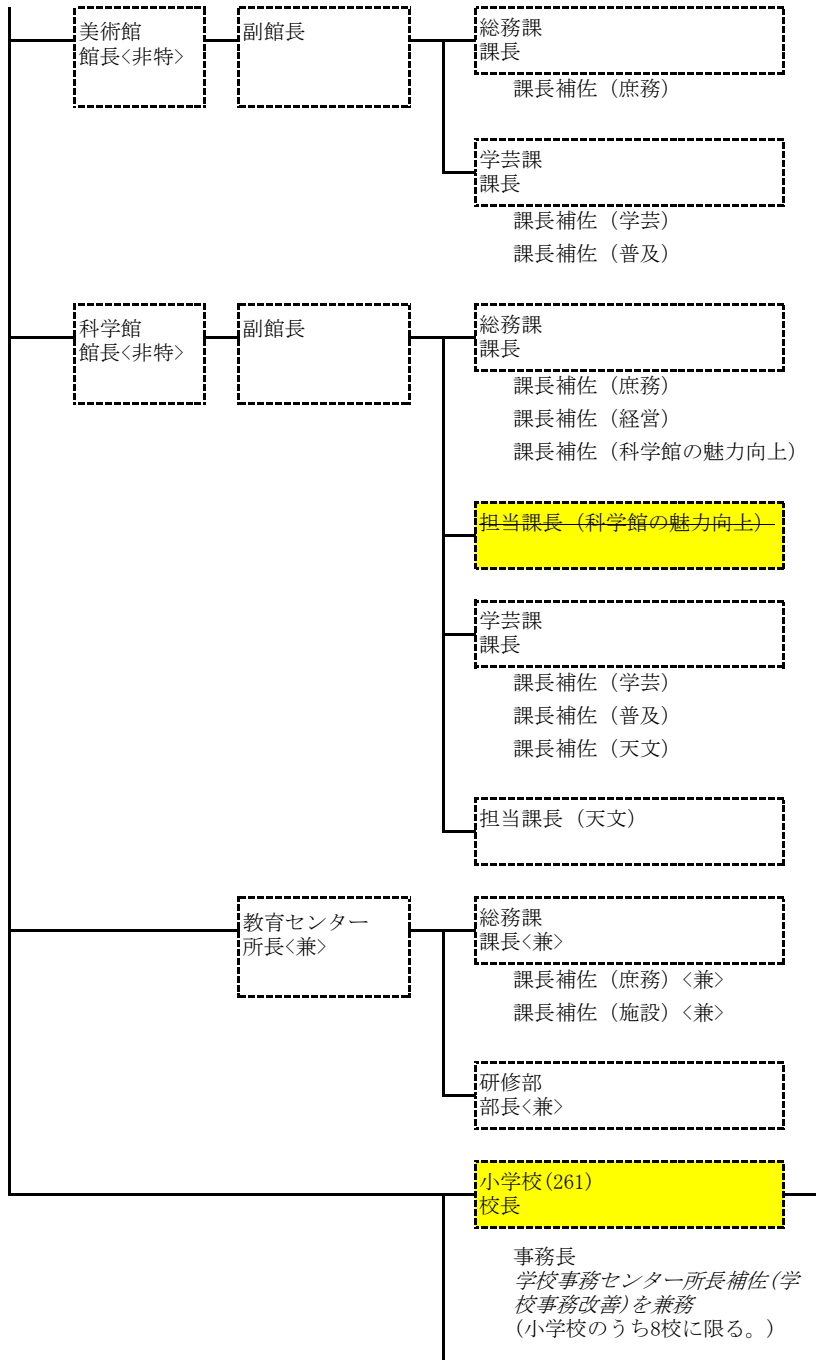 美術館
館長<非特>
副館長
総務課
課長
課長補佐（庶務）
学芸課
課長
課長補佐（学芸）
課長補佐（普及）
科学館
館長<非特>
副館長
総務課
課長
課長補佐（庶務）
課長補佐（経営）
課長補佐（科学館の魅力向上）
担当課長（科学館の魅力向上）
学芸課
課長
課長補佐（学芸）
課長補佐（普及）
課長補佐（天文）
担当課長（天文）
教育センター
所長<兼>
総務課
課長<兼>
課長補佐（庶務）<兼>
課長補佐（施設）<兼>
研修部
部長<兼>
小学校(261)
校長
事務長
学校事務センター所長補佐(学
校事務改善)を兼務
(小学校のうち8校に限る。)